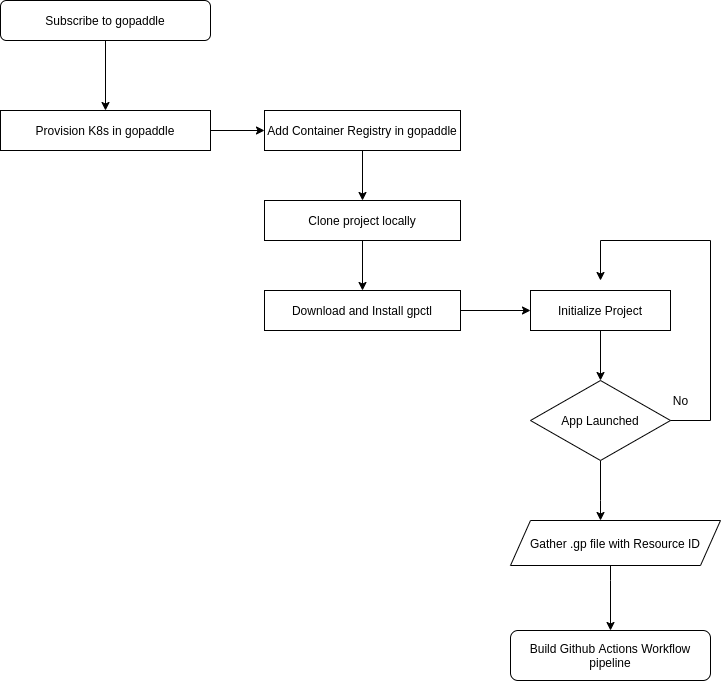 Subscribe to gopaddle
Provision K8s in gopaddle
Add Container Registry in gopaddle
Clone project locally
Download and Install gpctl
Initialize Project
App Launched
No
Gather .gp file with Resource ID
Build Github Actions Workflow
pipeline